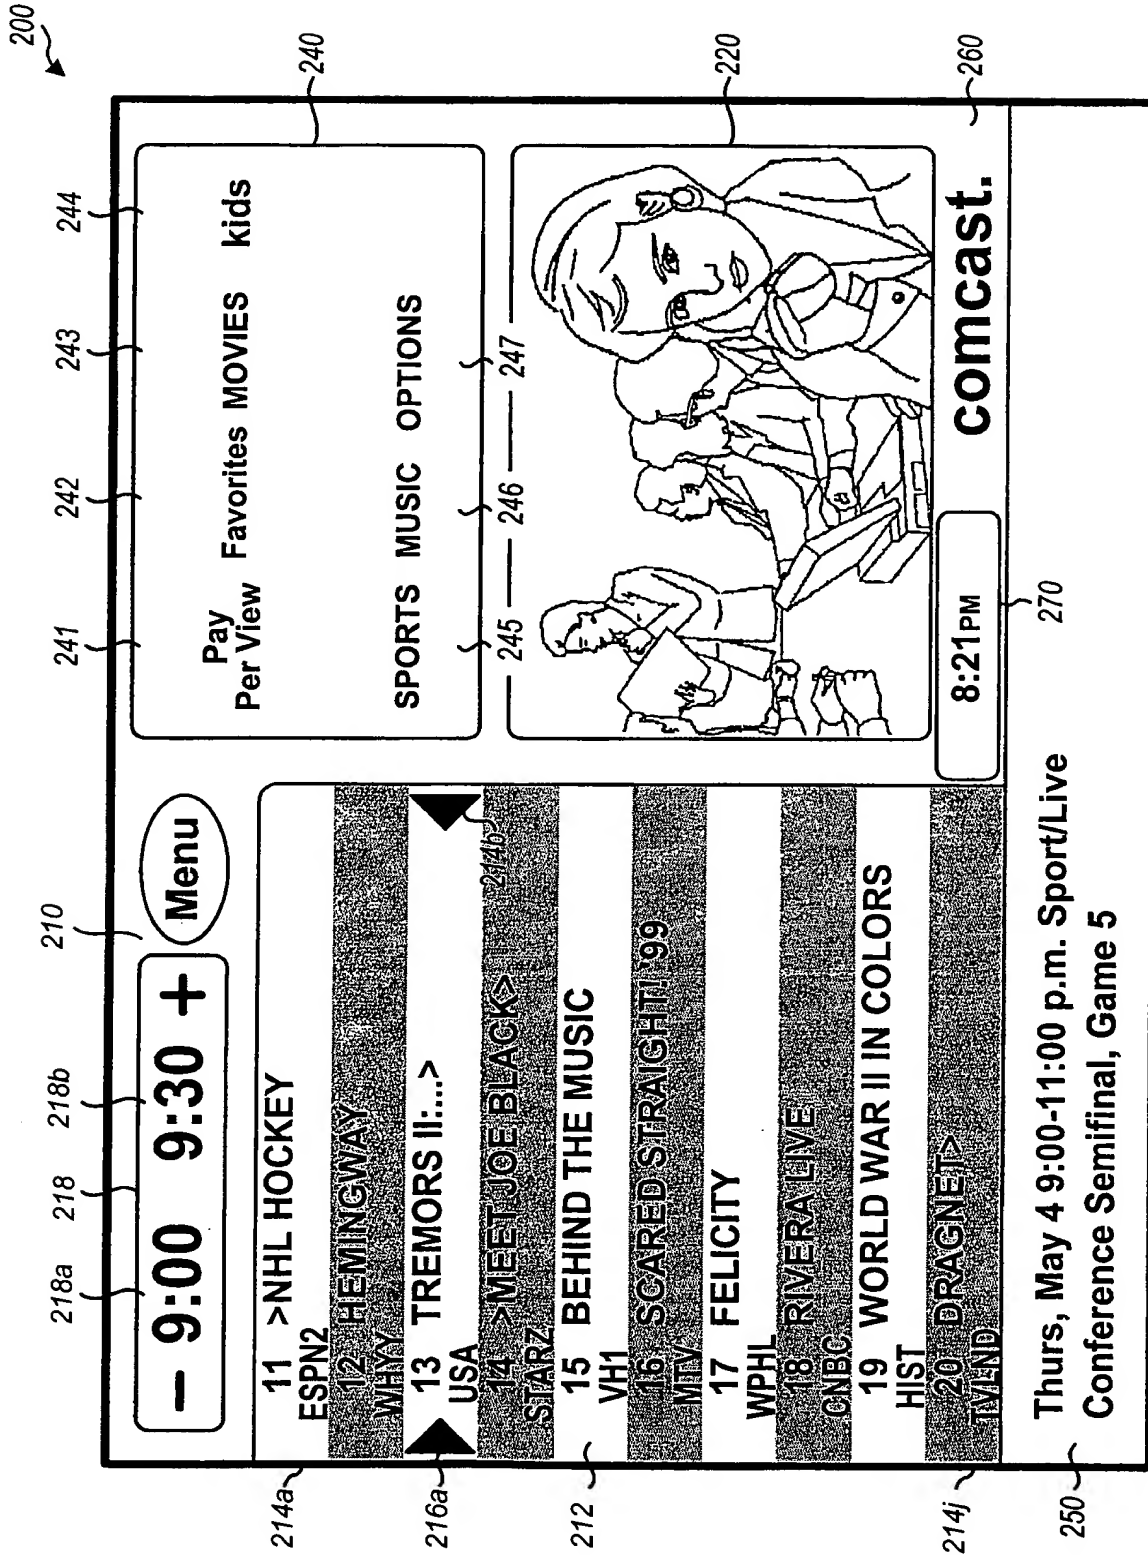 200
218a 218 218b 210 241 242 243 244
− 9:00 9:30 + Menu
214a
11 >NHL HOCKEY
ESPN2
12 HEMINGWAY
WHYY
216a
13 TREMORS II:...>
USA
214b
14 >MEET JOE BLACK>
STARZ
212
15 BEHIND THE MUSIC
VH1
16 SCARED STRAIGHT! '99
MTV
17 FELICITY
WPHL
18 RIVERA LIVE
CNBC
19 WORLD WAR II IN COLORS
HIST
214j
20 DRAGNET>
TVLND
Pay
Per View Favorites MOVIES kids
240
SPORTS MUSIC OPTIONS
245 246 247
220
8:21PM comcast.
260
270
250
Thurs, May 4 9:00-11:00 p.m. Sport/Live
Conference Semifinal, Game 5